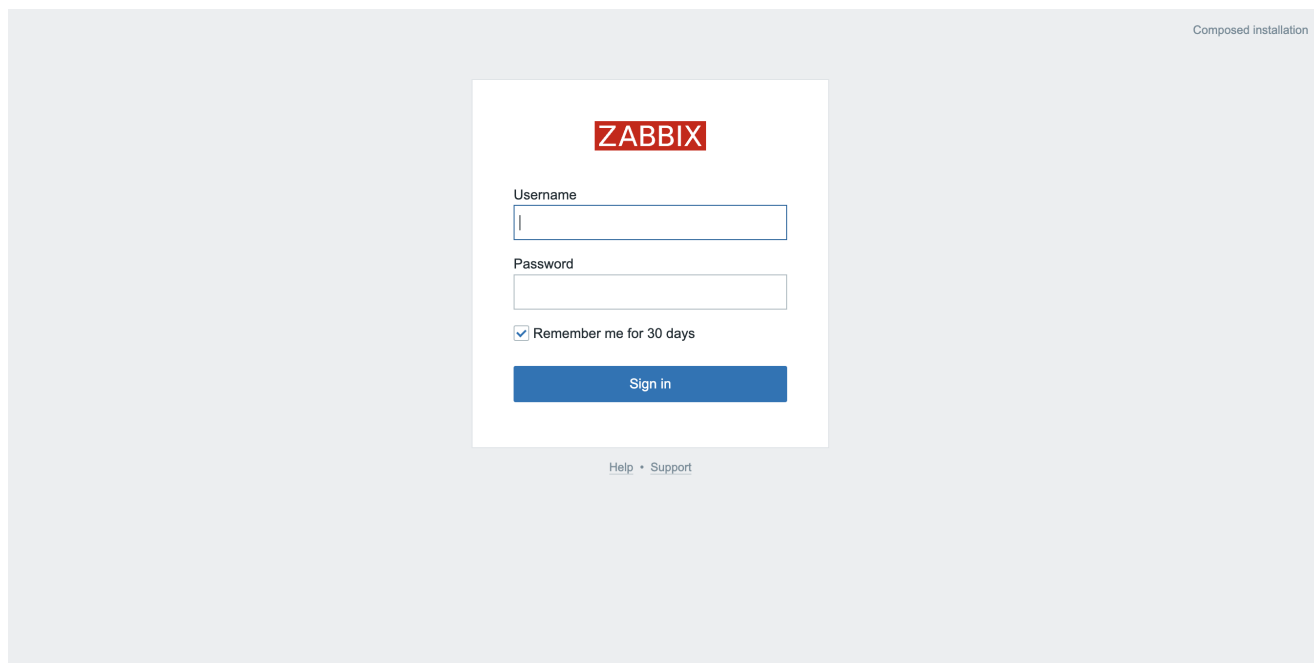 Composed installation
ZABBIX
Username
Password
Remember me for 30 days
Sign in
Help • Support